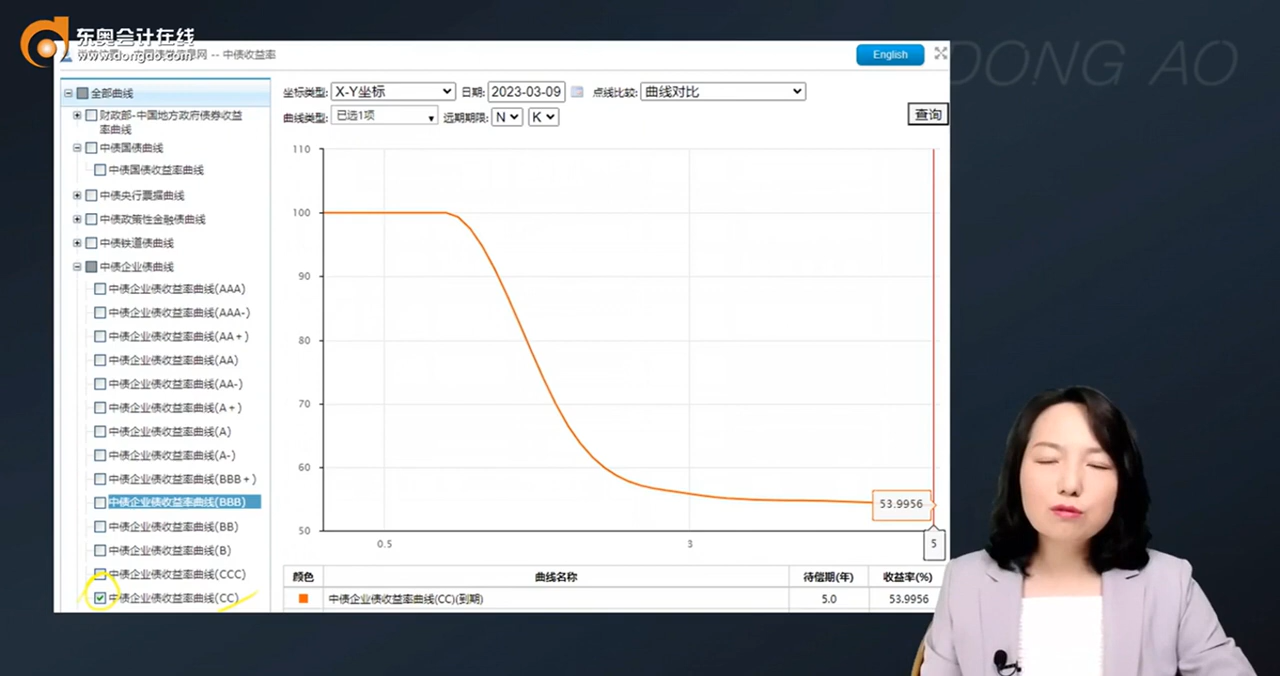 东奥会计在线
www.dongao.com
-- 中债收益率
English
DONG AO
全部曲线
财政部-中国地方政府债券收益
率曲线
中债国债曲线
中债国债收益率曲线
中债央行票据曲线
中债政策性金融债曲线
中债铁道债曲线
中债企业债曲线
中债企业债收益率曲线(AAA)
中债企业债收益率曲线(AAA-)
中债企业债收益率曲线(AA+)
中债企业债收益率曲线(AA)
中债企业债收益率曲线(AA-)
中债企业债收益率曲线(A+)
中债企业债收益率曲线(A)
中债企业债收益率曲线(A-)
中债企业债收益率曲线(BBB+)
中债企业债收益率曲线(BBB)
中债企业债收益率曲线(BB)
中债企业债收益率曲线(B)
中债企业债收益率曲线(CCC)
中债企业债收益率曲线(CC)
坐标类型: X-Y坐标 日期: 2023-03-09 点线比较: 曲线对比
曲线类型: 已选1项 远期期限: N K
查询
110
100
90
80
70
60
50
0.5 3 5
53.9956
颜色 曲线名称 待偿期(年) 收益率(%)
中债企业债收益率曲线(CC)(到期) 5.0 53.9956